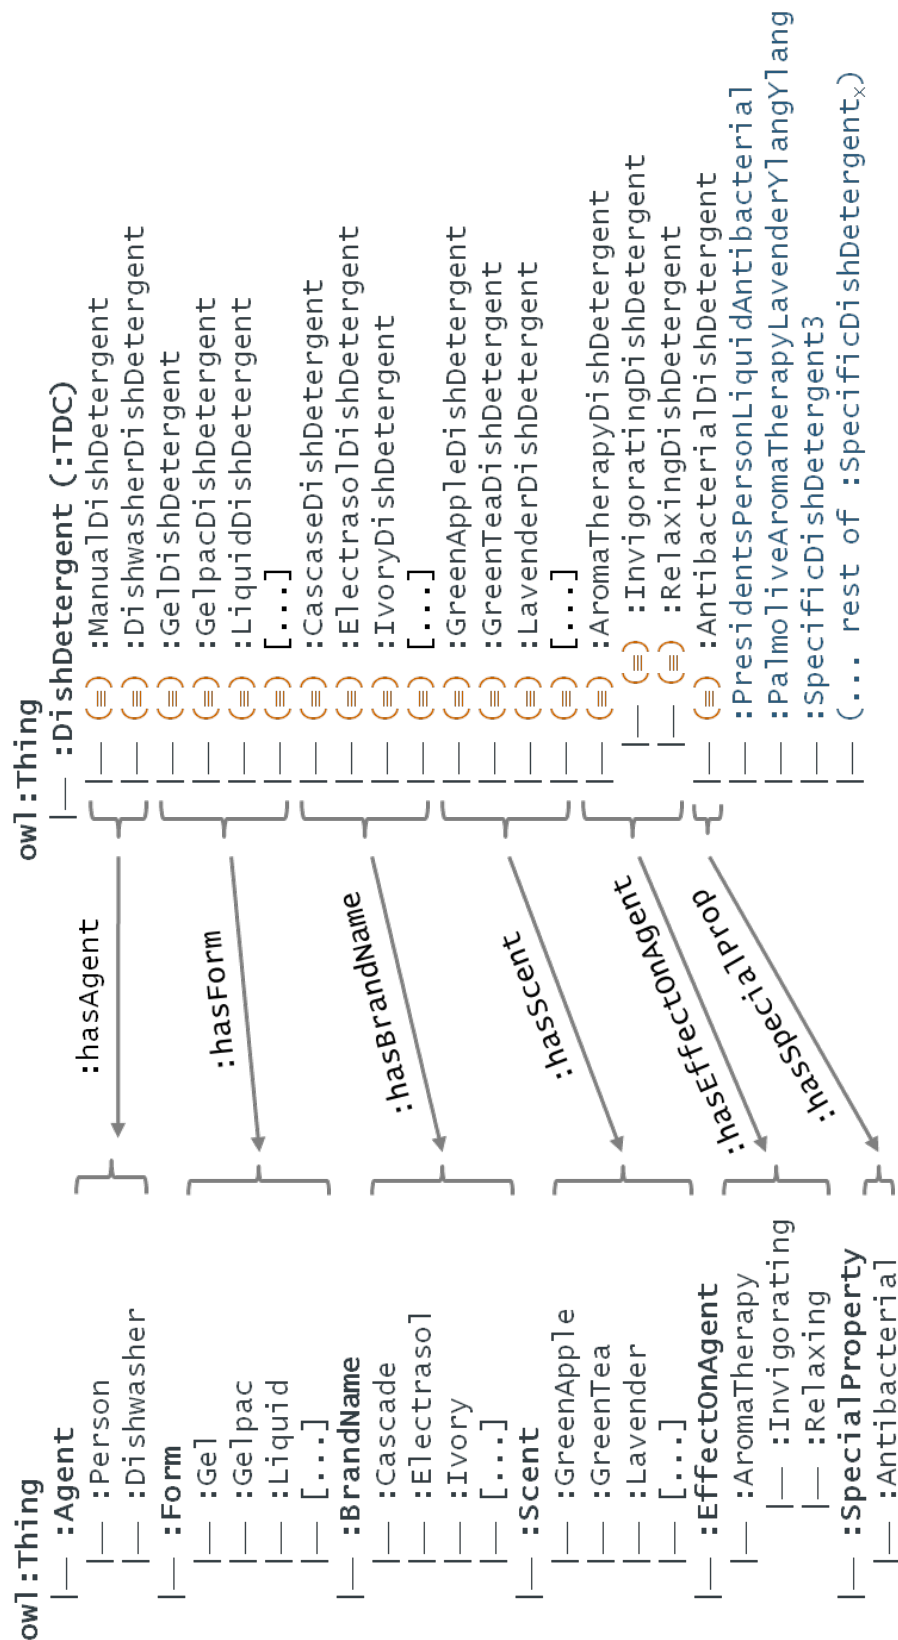 owl:Thing
|— :Agent
|— :Person
|— :Dishwasher
|— :Form
|— :Gel
|— :Gelpac
|— :Liquid
|— [...]
|— :BrandName
|— :Cascade
|— :Electrasol
|— :Ivory
|— [...]
|— :Scent
|— :GreenApple
|— :GreenTea
|— :Lavender
|— [...]
|— :EffectOnAgent
|— :AromaTherapy
|— :Invigorating
|— :Relaxing
|— :SpecialProperty
|— :Antibacterial
:hasAgent
:hasForm
:hasBrandName
:hasScent
:hasEffectonAgent
:hasSpecialProp
owl:Thing
|— :DishDetergent (:TDC)
|— (≡) :ManualDishDetergent
|— (≡) :DishwasherDishDetergent
|— (≡) :GelDishDetergent
|— (≡) :GelpacDishDetergent
|— (≡) :LiquidDishDetergent
|— (≡) [...]
|— (≡) :CascaseDishDetergent
|— (≡) :ElectrasolDishDetergent
|— (≡) :IvoryDishDetergent
|— (≡) [...]
|— (≡) :GreenAppleDishDetergent
|— (≡) :GreenTeaDishDetergent
|— (≡) :LavenderDishDetergent
|— (≡) [...]
|— (≡) :AromaTherapyDishDetergent
|— (≡) :InvigoratingDishDetergent
|— (≡) :RelaxingDishDetergent
|— (≡) :AntibacterialDishDetergent
|— :PresidentsPersonLiquidAntibacterial
|— :PalmoliveAromaTherapyLavenderYlangYlang
|— :SpecificDishDetergent3
|— (... rest of :SpecificDishDetergentₓ)